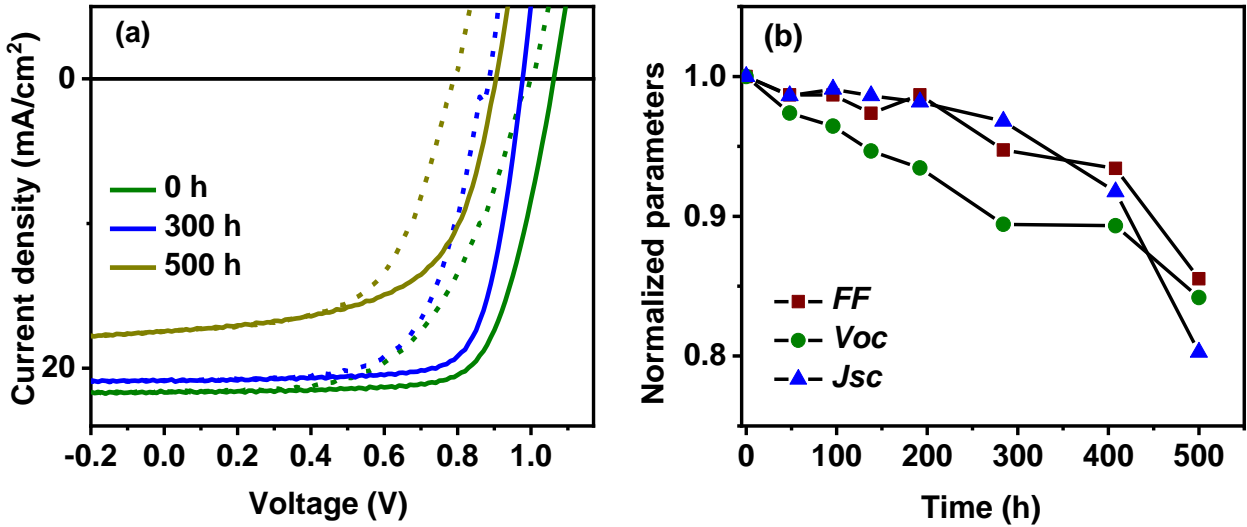 (a)
0
20
Current density (mA/cm²)
0 h
300 h
500 h
-0.2 0.0 0.2 0.4 0.6 0.8 1.0
Voltage (V)
(b)
1.0
0.9
0.8
Normalized parameters
FF
Voc
Jsc
0 100 200 300 400 500
Time (h)